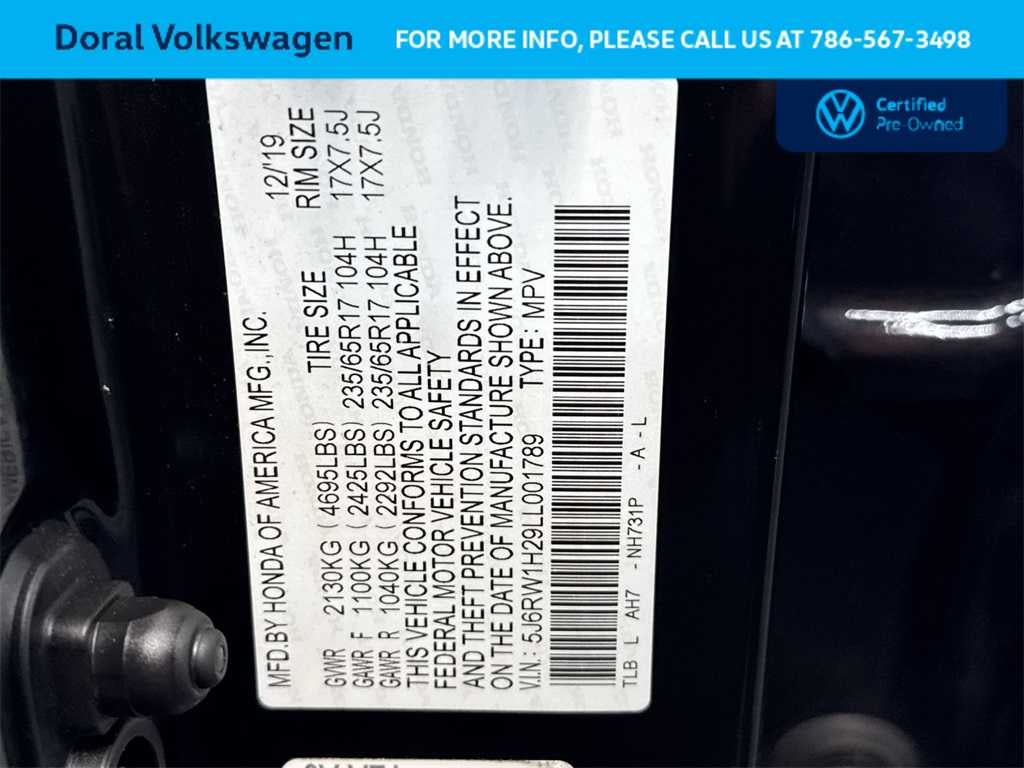 Doral Volkswagen
FOR MORE INFO, PLEASE CALL US AT 786-567-3498
Certified
Pre-Owned
MFD.BY HONDA OF AMERICA MFG.,INC. 12/'19
TIRE SIZE RIM SIZE
GVWR 2130KG ( 4695LBS)
GAWR F 1100KG ( 2425LBS) 235/65R17 104H 17X7.5J
GAWR R 1040KG ( 2292LBS) 235/65R17 104H 17X7.5J
THIS VEHICLE CONFORMS TO ALL APPLICABLE
FEDERAL MOTOR VEHICLE SAFETY
AND THEFT PREVENTION STANDARDS IN EFFECT
ON THE DATE OF MANUFACTURE SHOWN ABOVE.
V.I.N.: 5J6RW1H29LL001789 TYPE: MPV
TLB L AH7 -NH731P -A-L